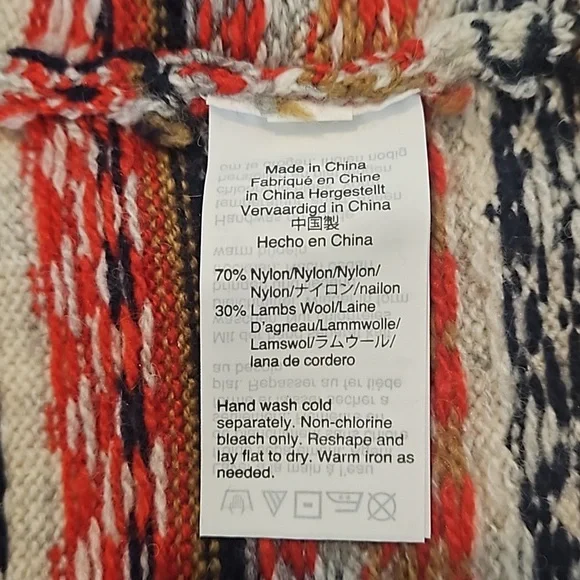 Made in China
Fabriqué en Chine
in China Hergestellt
Vervaardigd in China
中国製
Hecho en China
70% Nylon/Nylon/Nylon/
Nylon/ナイロン/nailon
30% Lambs Wool/Laine
D'agneau/Lammwolle/
Lamswol/ラムウール/
lana de cordero
Hand wash cold
separately. Non-chlorine
bleach only. Reshape and
lay flat to dry. Warm iron as
needed.